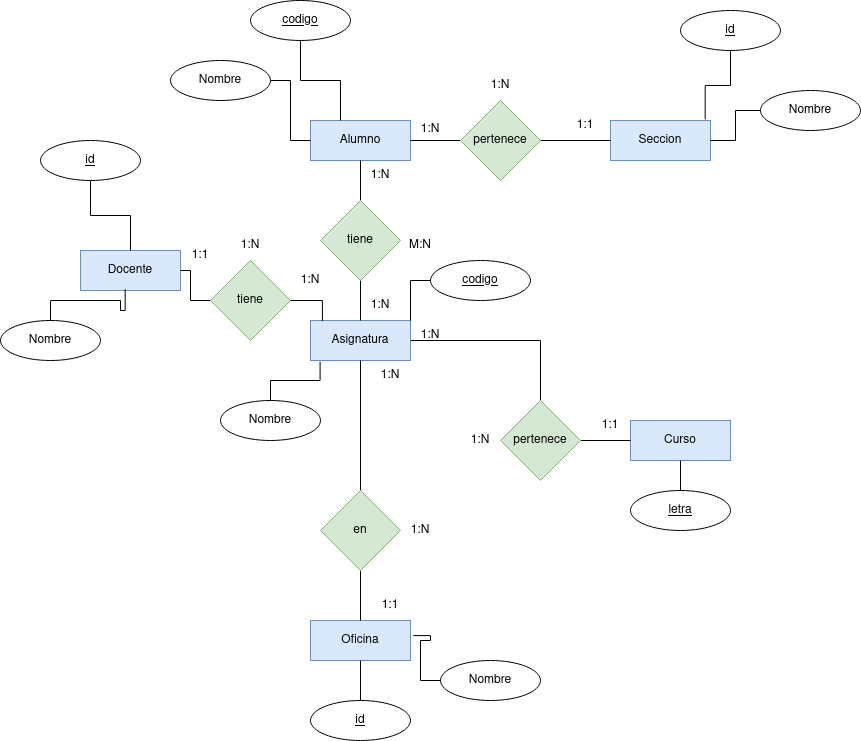 codigo
id
Nombre
1:N
Nombre
1:N
1:1
Alumno
pertenece
Seccion
id
1:N
1:N
tiene
M:N
1:1
Docente
1:N
codigo
tiene
1:N
Nombre
Asignatura
1:N
1:N
Nombre
1:1
1:N
pertenece
Curso
letra
en
1:N
1:1
Oficina
Nombre
id